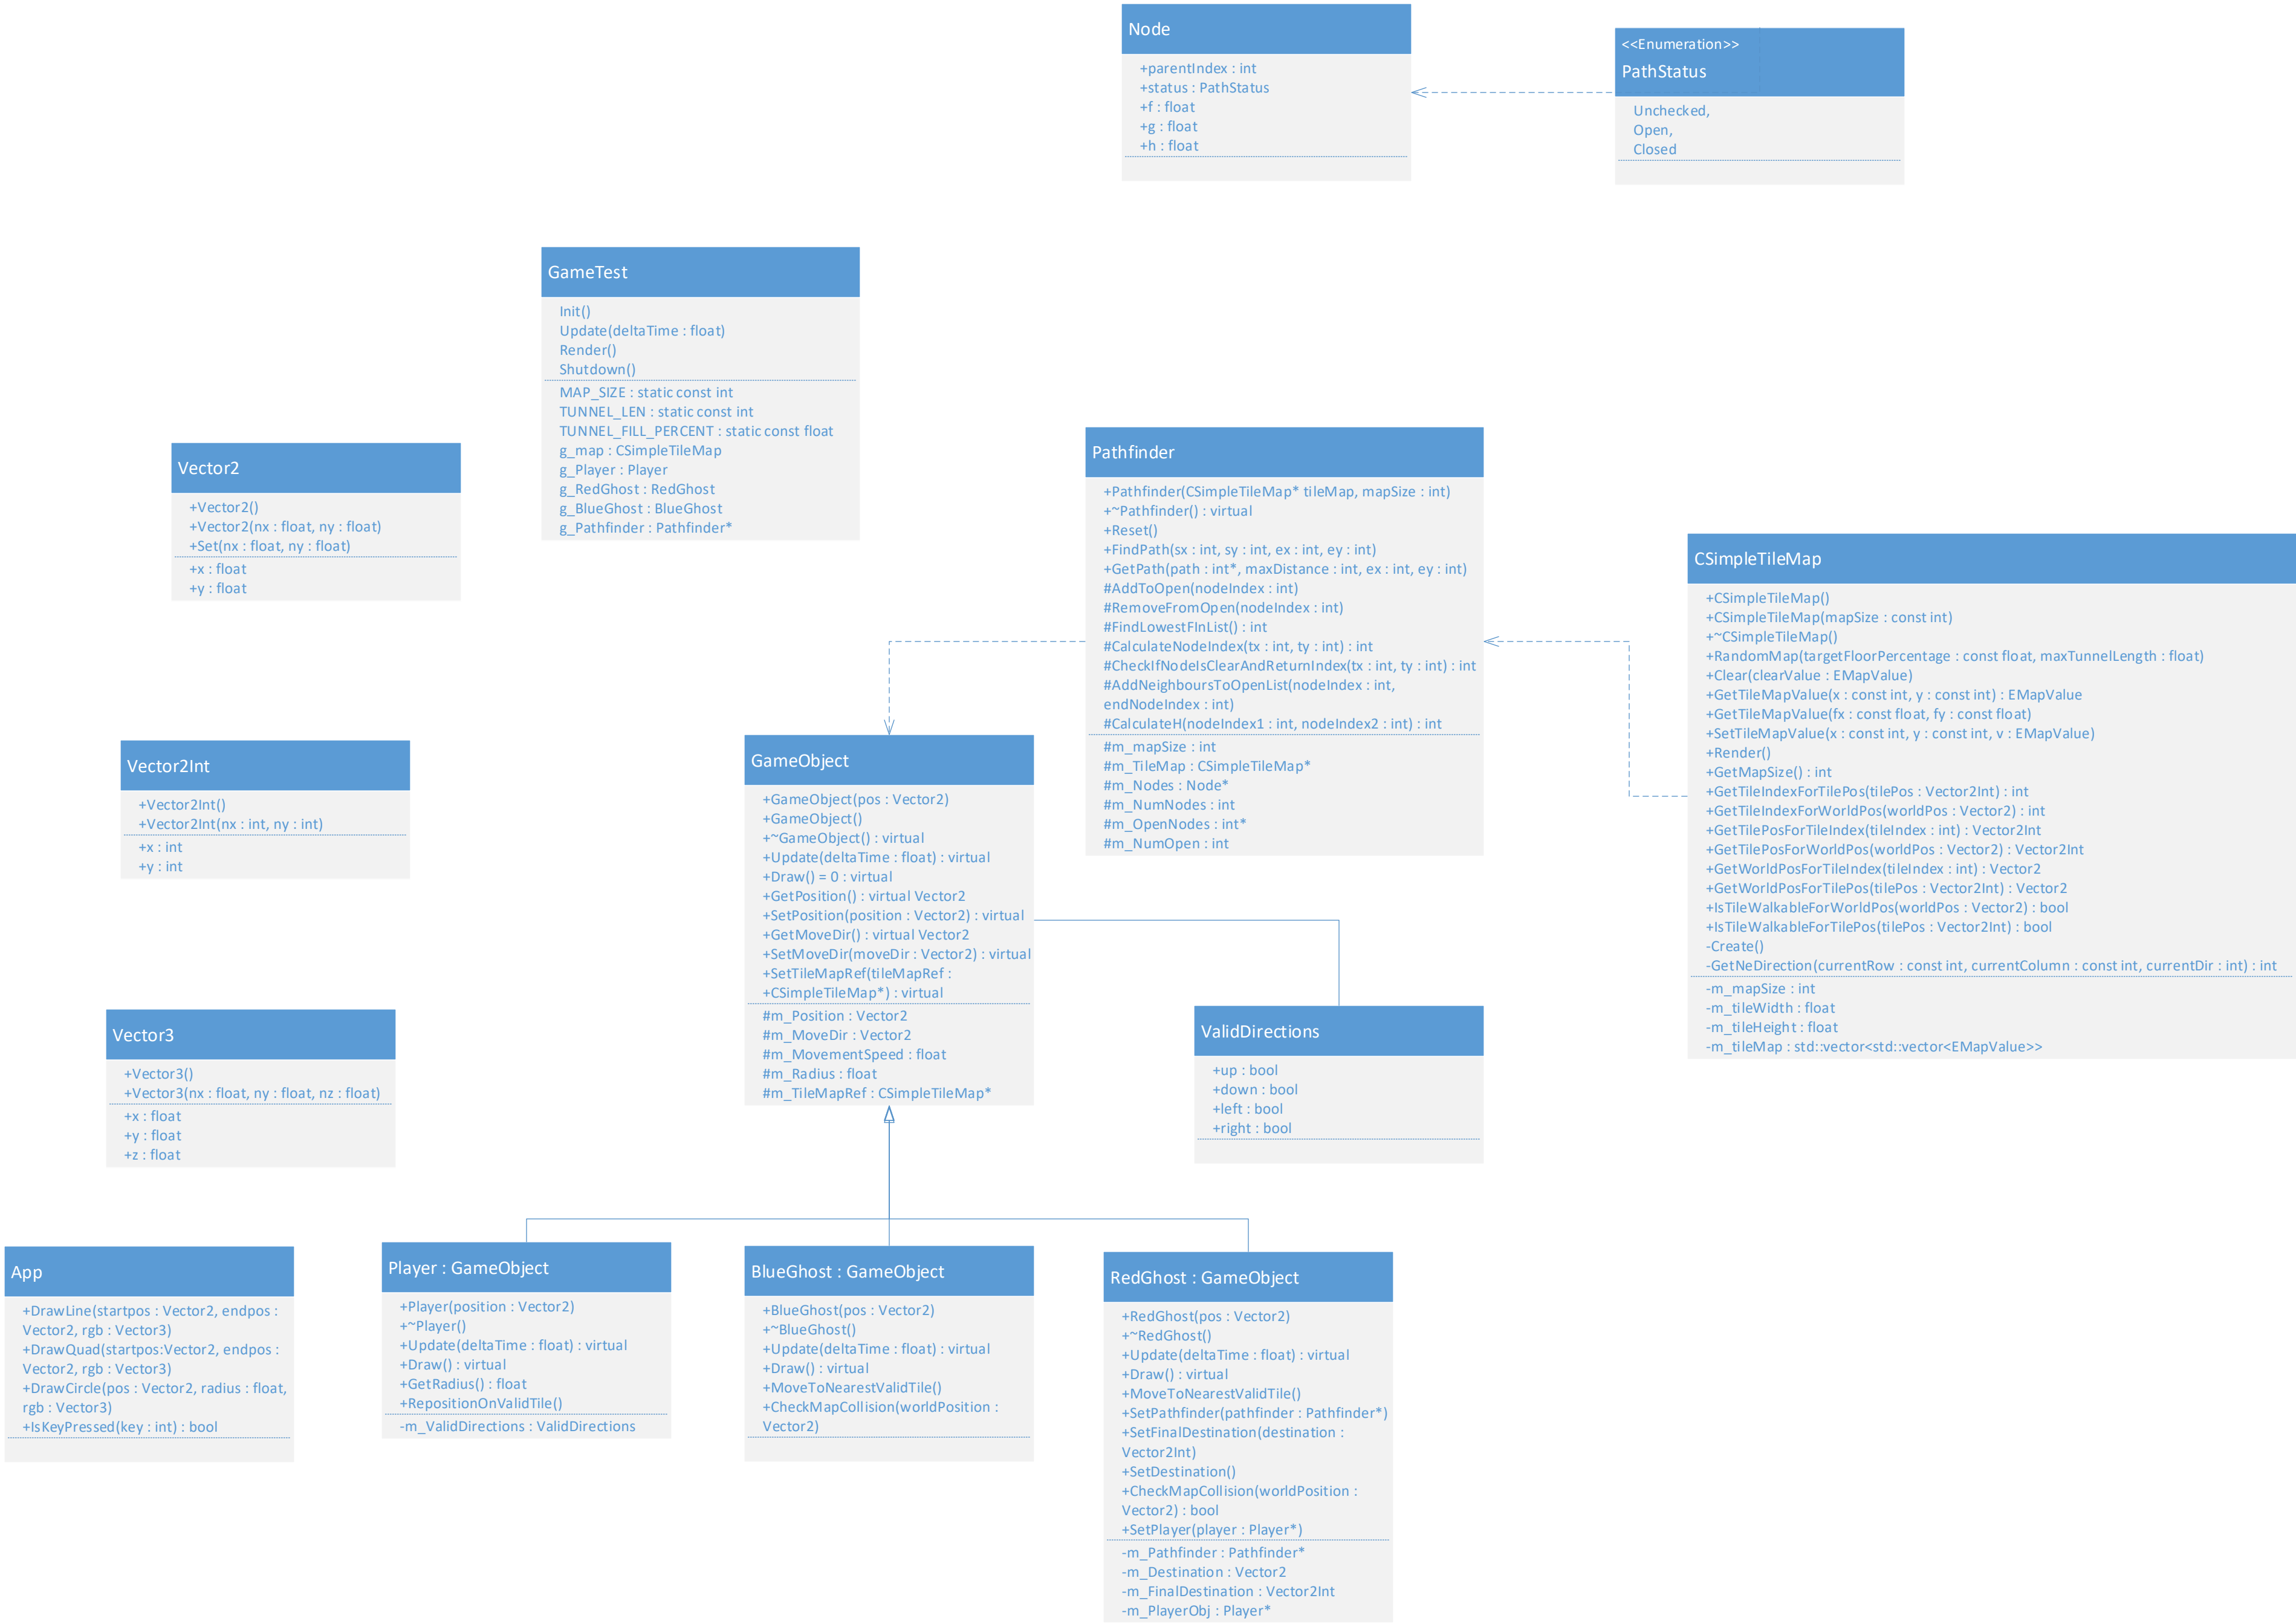 Node
+parentIndex : int
+status : PathStatus
+f : float
+g : float
+h : float
<<Enumeration>>
PathStatus
Unchecked,
Open,
Closed
GameTest
Init()
Update(deltaTime : float)
Render()
Shutdown()
MAP_SIZE : static const int
TUNNEL_LEN : static const int
TUNNEL_FILL_PERCENT : static const float
g_map : CSimpleTileMap
g_Player : Player
g_RedGhost : RedGhost
g_BlueGhost : BlueGhost
g_Pathfinder : Pathfinder*
Vector2
+Vector2()
+Vector2(nx : float, ny : float)
+Set(nx : float, ny : float)
+x : float
+y : float
Pathfinder
+Pathfinder(CSimpleTileMap* tileMap, mapSize : int)
+~Pathfinder() : virtual
+Reset()
+FindPath(sx : int, sy : int, ex : int, ey : int)
+GetPath(path : int*, maxDistance : int, ex : int, ey : int)
#AddToOpen(nodeIndex : int)
#RemoveFromOpen(nodeIndex : int)
#FindLowestFInList() : int
#CalculateNodeIndex(tx : int, ty : int) : int
#CheckIfNodeIsClearAndReturnIndex(tx : int, ty : int) : int
#AddNeighboursToOpenList(nodeIndex : int,
endNodeIndex : int)
#CalculateH(nodeIndex1 : int, nodeIndex2 : int) : int
#m_mapSize : int
#m_TileMap : CSimpleTileMap*
#m_Nodes : Node*
#m_NumNodes : int
#m_OpenNodes : int*
#m_NumOpen : int
CSimpleTileMap
+CSimpleTileMap()
+CSimpleTileMap(mapSize : const int)
+~CSimpleTileMap()
+RandomMap(targetFloorPercentage : const float, maxTunnelLength : float)
+Clear(clearValue : EMapValue)
+GetTileMapValue(x : const int, y : const int) : EMapValue
+GetTileMapValue(fx : const float, fy : const float)
+SetTileMapValue(x : const int, y : const int, v : EMapValue)
+Render()
+GetMapSize() : int
+GetTileIndexForTilePos(tilePos : Vector2Int) : int
+GetTileIndexForWorldPos(worldPos : Vector2) : int
+GetTilePosForTileIndex(tileIndex : int) : Vector2Int
+GetTilePosForWorldPos(worldPos : Vector2) : Vector2Int
+GetWorldPosForTileIndex(tileIndex : int) : Vector2
+GetWorldPosForTilePos(tilePos : Vector2Int) : Vector2
+IsTileWalkableForWorldPos(worldPos : Vector2) : bool
+IsTileWalkableForTilePos(tilePos : Vector2Int) : bool
-Create()
-GetNeDirection(currentRow : const int, currentColumn : const int, currentDir : int) : int
-m_mapSize : int
-m_tileWidth : float
-m_tileHeight : float
-m_tileMap : std::vector<std::vector<EMapValue>>
Vector2Int
+Vector2Int()
+Vector2Int(nx : int, ny : int)
+x : int
+y : int
GameObject
+GameObject(pos : Vector2)
+GameObject()
+~GameObject() : virtual
+Update(deltaTime : float) : virtual
+Draw() = 0 : virtual
+GetPosition() : virtual Vector2
+SetPosition(position : Vector2) : virtual
+GetMoveDir() : virtual Vector2
+SetMoveDir(moveDir : Vector2) : virtual
+SetTileMapRef(tileMapRef :
+CSimpleTileMap*) : virtual
#m_Position : Vector2
#m_MoveDir : Vector2
#m_MovementSpeed : float
#m_Radius : float
#m_TileMapRef : CSimpleTileMap*
ValidDirections
+up : bool
+down : bool
+left : bool
+right : bool
Vector3
+Vector3()
+Vector3(nx : float, ny : float, nz : float)
+x : float
+y : float
+z : float
App
+DrawLine(startpos : Vector2, endpos :
Vector2, rgb : Vector3)
+DrawQuad(startpos:Vector2, endpos :
Vector2, rgb : Vector3)
+DrawCircle(pos : Vector2, radius : float,
rgb : Vector3)
+IsKeyPressed(key : int) : bool
Player : GameObject
+Player(position : Vector2)
+~Player()
+Update(deltaTime : float) : virtual
+Draw() : virtual
+GetRadius() : float
+RepositionOnValidTile()
-m_ValidDirections : ValidDirections
BlueGhost : GameObject
+BlueGhost(pos : Vector2)
+~BlueGhost()
+Update(deltaTime : float) : virtual
+Draw() : virtual
+MoveToNearestValidTile()
+CheckMapCollision(worldPosition :
Vector2)
RedGhost : GameObject
+RedGhost(pos : Vector2)
+~RedGhost()
+Update(deltaTime : float) : virtual
+Draw() : virtual
+MoveToNearestValidTile()
+SetPathfinder(pathfinder : Pathfinder*)
+SetFinalDestination(destination :
Vector2Int)
+SetDestination()
+CheckMapCollision(worldPosition :
Vector2) : bool
+SetPlayer(player : Player*)
-m_Pathfinder : Pathfinder*
-m_Destination : Vector2
-m_FinalDestination : Vector2Int
-m_PlayerObj : Player*